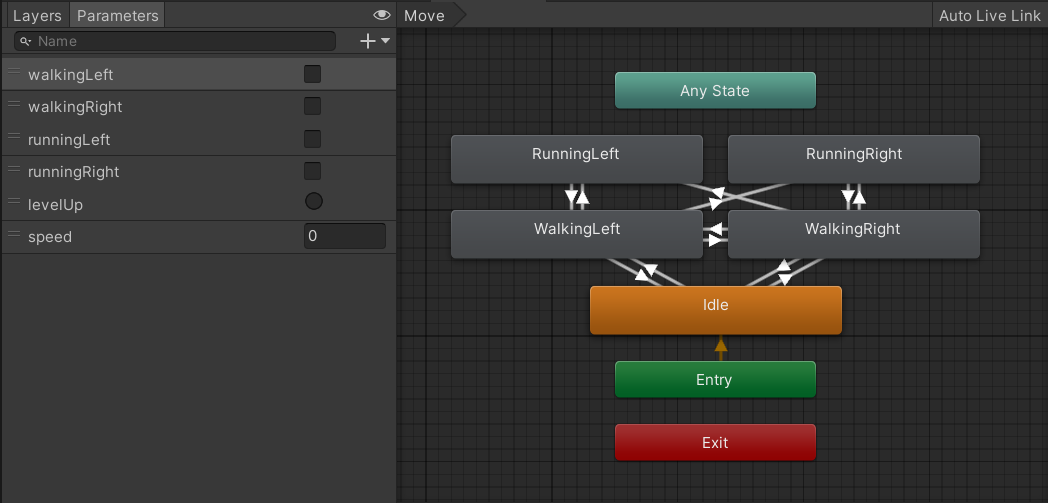 Layers
Parameters
Move
Auto Live Link
Name
walkingLeft
walkingRight
runningLeft
runningRight
levelUp
speed
0
Any State
RunningLeft
RunningRight
WalkingLeft
WalkingRight
Idle
Entry
Exit